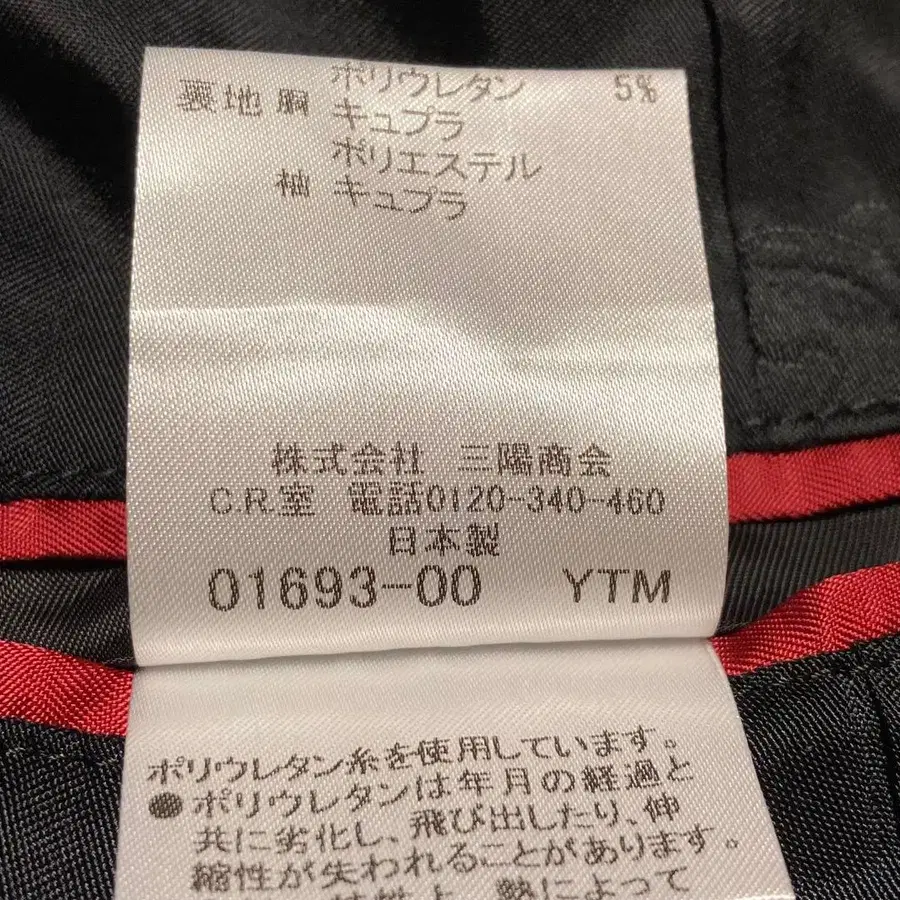 ポリウレタン 5%
裏地胴 キュプラ
ポリエステル
袖 キュプラ
株式会社 三陽商会
C.R.室 電話0120-340-460
日本製
01693-00 YTM
ポリウレタン糸を使用しています。
●ポリウレタンは年月の経過と
共に劣化し、飛び出したり、伸
縮性が失われることがあります。
熱によって